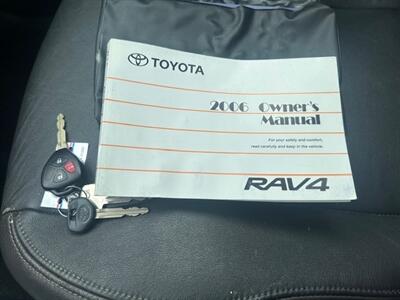 TOYOTA
2006 Owner's
Manual
For your safety and comfort,
read carefully and keep in the vehicle.
RAV4